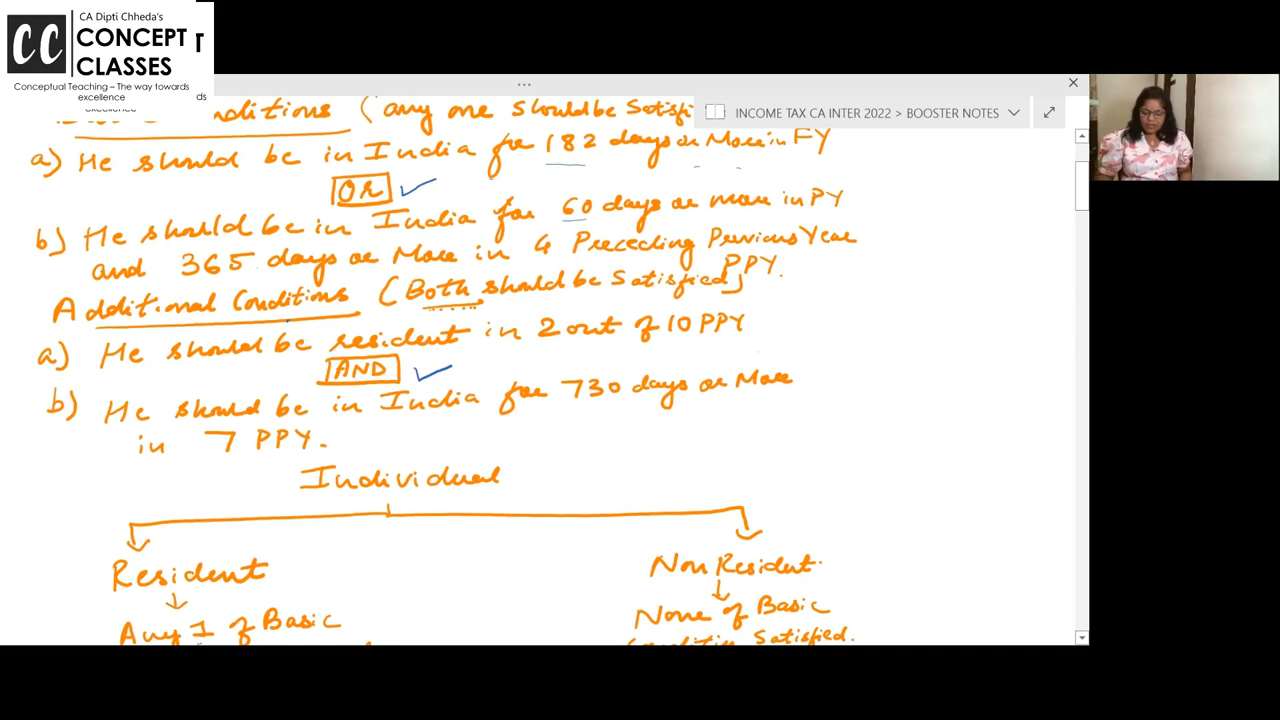 CA Dipti Chheda's
CONCEPT T
CLASSES
Conceptual Teaching – The way towards
excellence ds
excellence
nditions (any one should be Satisf
INCOME TAX CA INTER 2022 > BOOSTER NOTES
a) He should be in India for 182 days or More in FY
OR
b) He should be in India for 60 days or more in PY
and 365 days or More in 4 Preceding Previous Year
PPY.
Additional Conditions (Both should be Satisfied)
a) He should be resident in 2 out of 10 PPY
AND
b) He should be in India for 730 days or More
in 7 PPY.
Individual
Resident
Non Resident.
Any 1 of Basic
None of Basic
Satisfied.